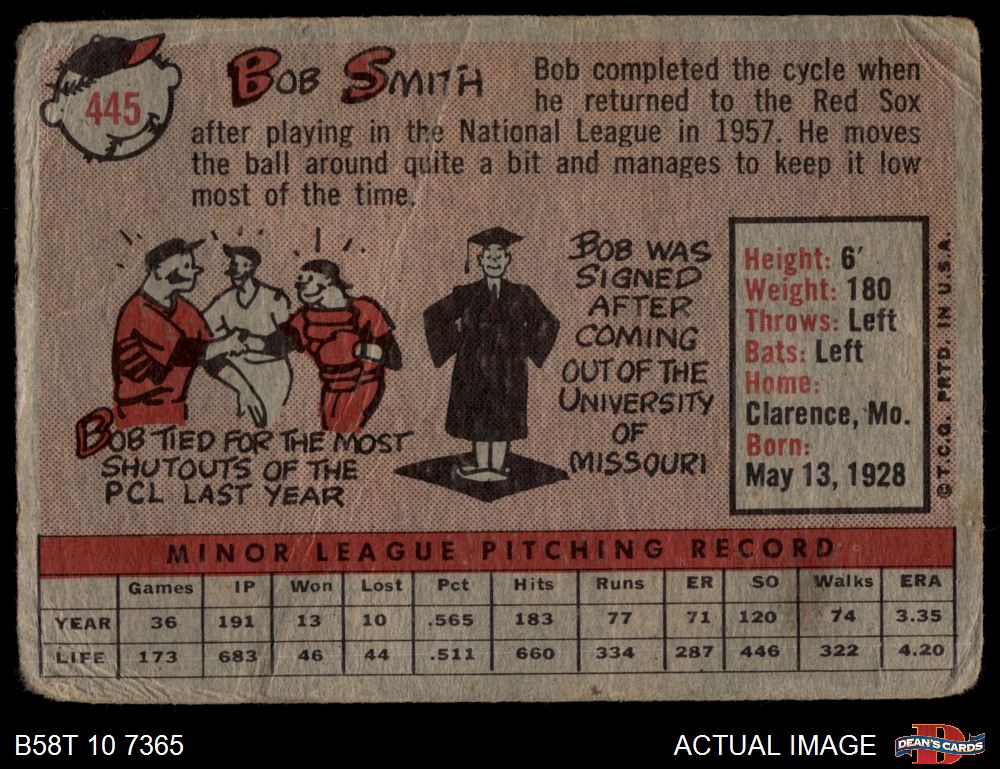 445
BOB SMITH
Bob completed the cycle when
he returned to the Red Sox
after playing in the National League in 1957. He moves
the ball around quite a bit and manages to keep it low
most of the time.
BOB TIED FOR THE MOST
SHUTOUTS OF THE
PCL LAST YEAR
BOB WAS
SIGNED
AFTER
COMING
OUT OF THE
UNIVERSITY
OF
MISSOURI
Height: 6′
Weight: 180
Throws: Left
Bats: Left
Home:
Clarence, Mo.
Born:
May 13, 1928
©T.C.G. PRTD. IN U.S.A.
MINOR LEAGUE PITCHING RECORD
Games IP Won Lost Pct Hits Runs ER SO Walks ERA
YEAR 36 191 13 10 .565 183 77 71 120 74 3.35
LIFE 173 683 46 44 .511 660 334 287 446 322 4.20
B58T 10 7365
ACTUAL IMAGE
D
DEAN'S CARDS